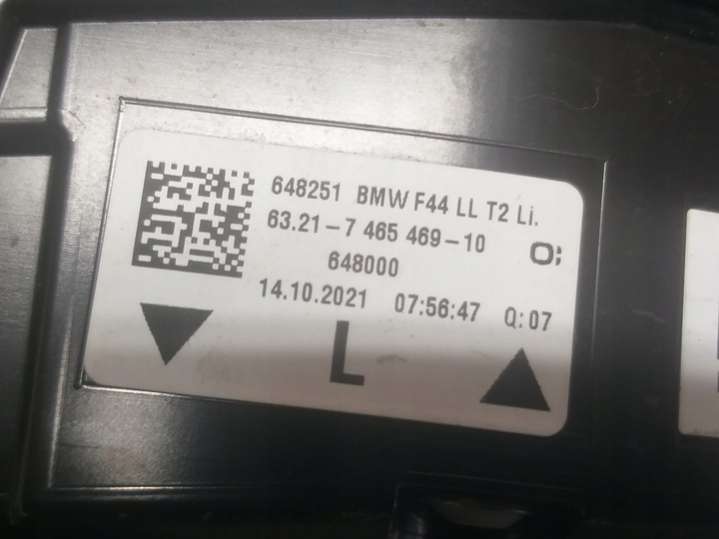 648251 BMW F44 LL T2 Li.
63.21-7 465 469-10
648000
14.10.2021 07:56:47 Q:07
L